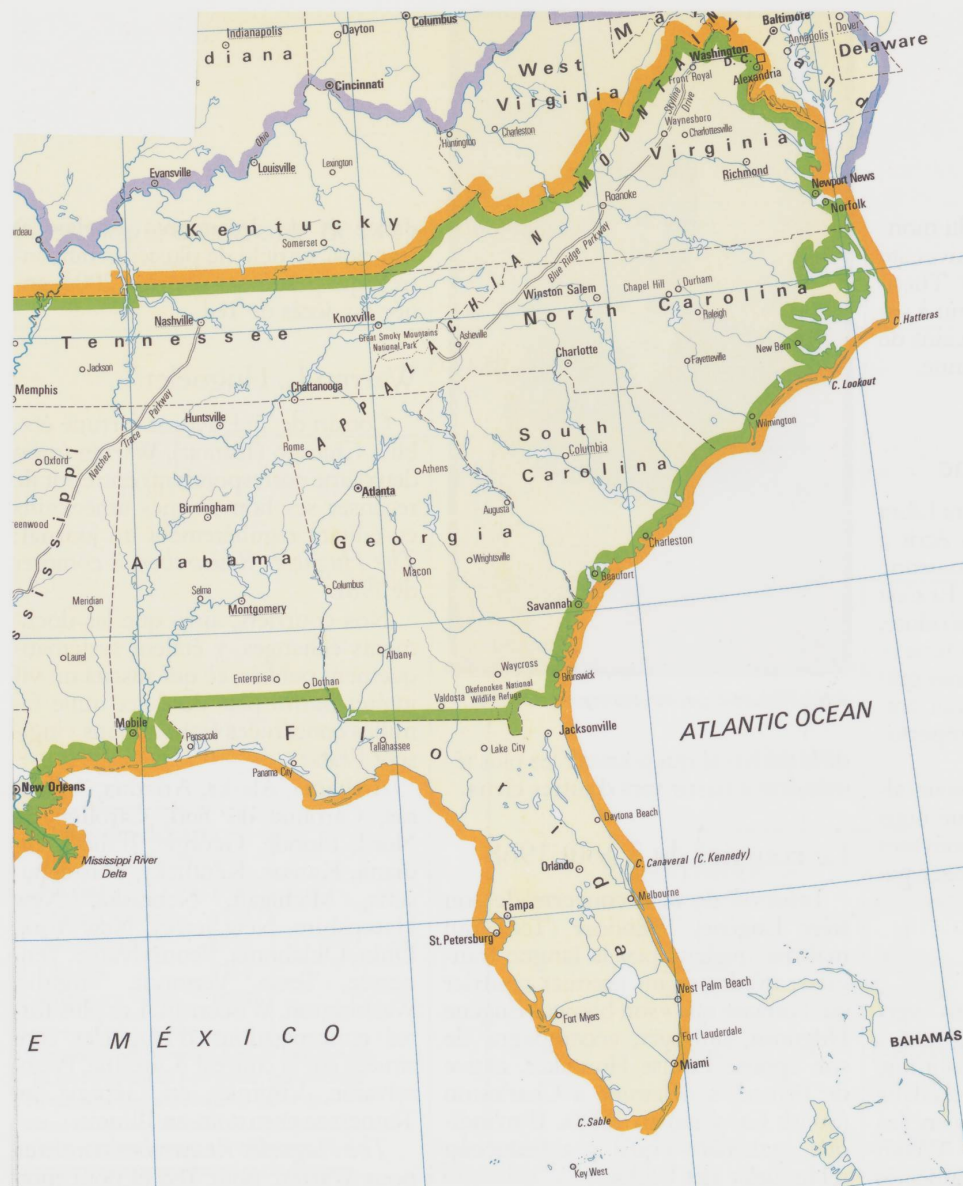 Indianapolis
Dayton
Columbus
diana
Cincinnati
West
Virginia
Ma
Baltimore
Annapolis
Dover
Delaware
Washington
D. C.
Alexandria
and
Front Royal
Skyline
Drive
Waynesboro
Charlottesville
Virginia
Richmond
Newport News
Norfolk
Charleston
Huntington
Ohio
Louisville
Lexington
Evansville
Kentucky
Somerset
Roanoke
Blue Ridge Parkway
APPALACHIAN MOUNTAIN
Winston Salem
Chapel Hill
Durham
Raleigh
North Carolina
C. Hatteras
Nashville
Knoxville
Tennessee
Great Smoky Mountains
National Park
Asheville
Charlotte
Fayetteville
New Bern
C. Lookout
Jackson
Memphis
Chattanooga
Huntsville
Natchez Trace Parkway
Wilmington
South
Carolina
Columbia
Oxford
Rome
Athens
Atlanta
Augusta
Birmingham
reenwood
ssissippi
Alabama
Georgia
Charleston
Macon
Wrightsville
Beaufort
Savannah
Meridian
Selma
Montgomery
Columbus
Laurel
Albany
Waycross
Enterprise
Dothan
Brunswick
Okefenokee National
Wildlife Refuge
Valdosta
Mobile
Pensacola
Florida
Tallahassee
Lake City
Jacksonville
ATLANTIC OCEAN
Panama City
New Orleans
Daytona Beach
Mississippi River
Delta
Orlando
C. Canaveral (C. Kennedy)
Melbourne
Tampa
St. Petersburg
West Palm Beach
Fort Myers
Fort Lauderdale
E MÉXICO
BAHAMAS
Miami
C. Sable
Key West